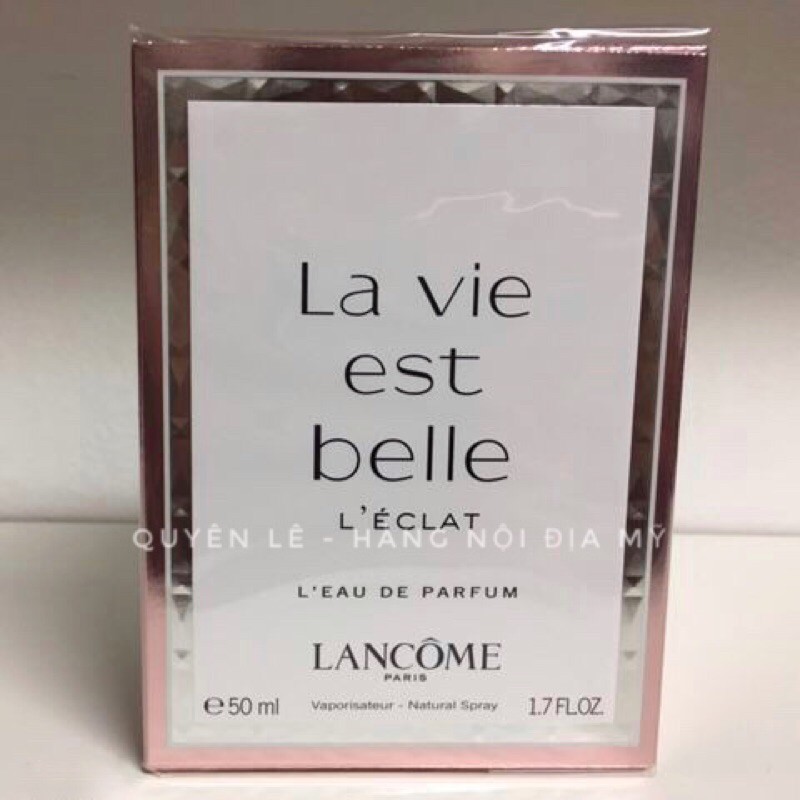 La vie
est
belle
L'ÉCLAT
QUYÊN LÊ - HÀNG NỘI ĐỊA MỸ
L'EAU DE PARFUM
LANCÔME
PARIS
℮50 ml Vaporisateur - Natural Spray 1.7 FL.OZ.